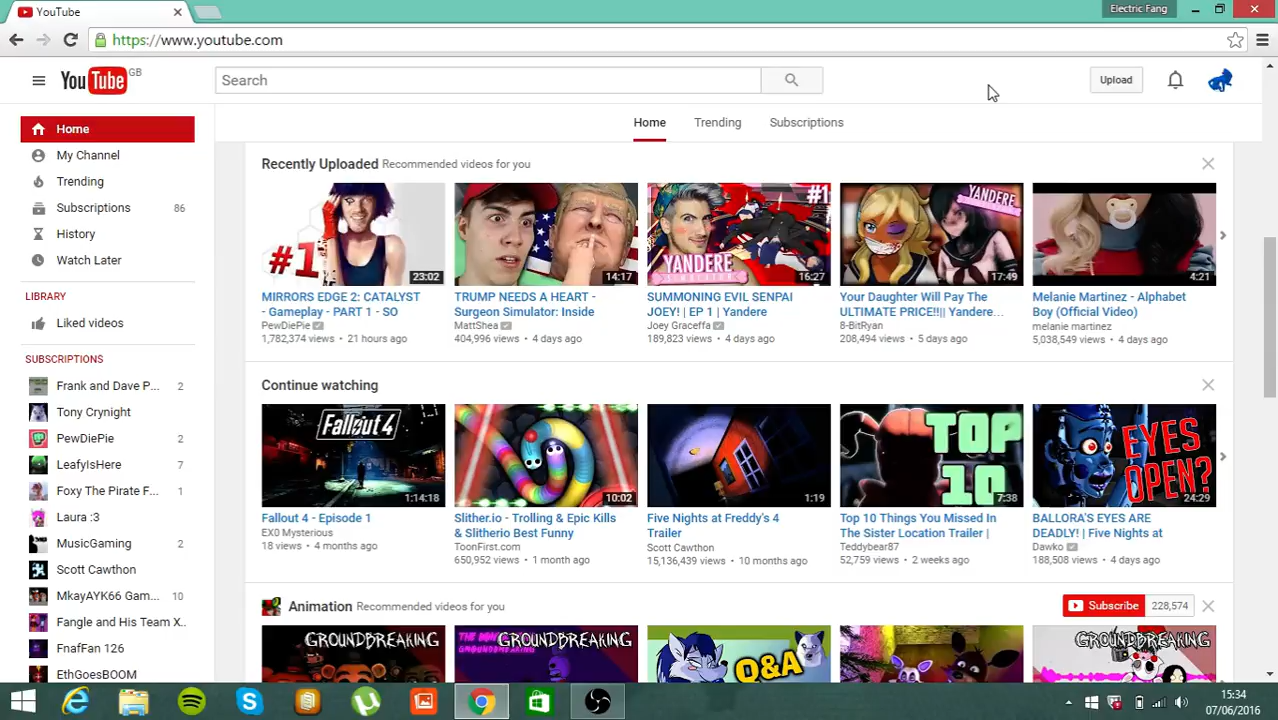 YouTube
Electric Fang
https://www.youtube.com
YouTube GB
Search
Upload
Home
Trending
Subscriptions
Home
My Channel
Trending
Subscriptions 86
History
Watch Later
LIBRARY
Liked videos
SUBSCRIPTIONS
Frank and Dave P... 2
Tony Crynight
PewDiePie 2
LeafyIsHere 7
Foxy The Pirate F... 1
Laura :3
MusicGaming 2
Scott Cawthon
MkayAYK66 Gam... 10
Fangle and His Team X..
FnafFan 126
EthGoesBOOM
Recently Uploaded Recommended videos for you
#1
23:02
MIRRORS EDGE 2: CATALYST
- Gameplay - PART 1 - SO
PewDiePie
1,782,374 views • 21 hours ago
14:17
TRUMP NEEDS A HEART -
Surgeon Simulator: Inside
MattShea
404,996 views • 4 days ago
#1
YANDERE
16:27
SUMMONING EVIL SENPAI
JOEY! | EP 1 | Yandere
Joey Graceffa
189,823 views • 4 days ago
YANDERE
17:49
Your Daughter Will Pay The
ULTIMATE PRICE!!|| Yandere...
8-BitRyan
208,494 views • 5 days ago
4:21
Melanie Martinez - Alphabet
Boy (Official Video)
melanie martinez
5,038,549 views • 4 days ago
Continue watching
Fallout 4
1:14:18
Fallout 4 - Episode 1
EX0 Mysterious
18 views • 4 months ago
10:02
Slither.io - Trolling & Epic Kills
& Slitherio Best Funny
ToonFirst.com
650,952 views • 1 month ago
1:19
Five Nights at Freddy's 4
Trailer
Scott Cawthon
15,136,439 views • 10 months ago
TOP
10
7:38
Top 10 Things You Missed In
The Sister Location Trailer |
Teddybear87
52,759 views • 2 weeks ago
EYES
OPEN?
24:29
BALLORA'S EYES ARE
DEADLY! | Five Nights at
Dawko
188,508 views • 4 days ago
Animation Recommended videos for you
Subscribe 228,574
GROUNDBREAKING
GROUNDBREAKING
Q&A
GROUNDBREAKING
15:34
07/06/2016